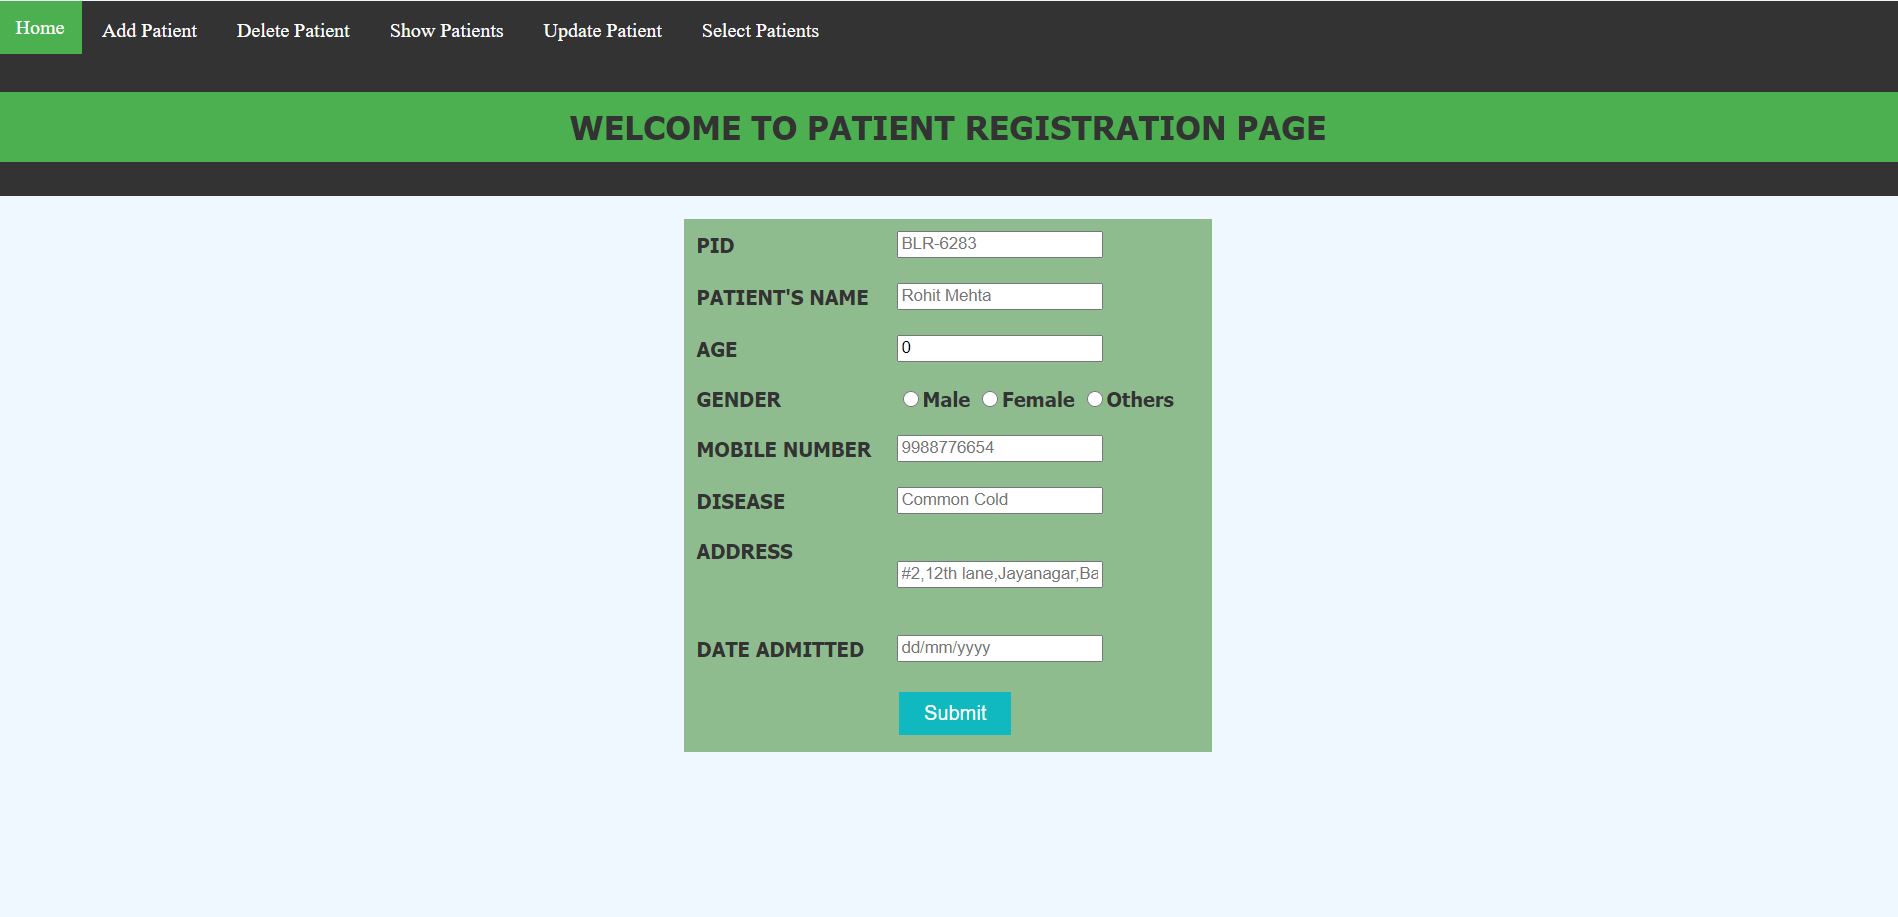 Home Add Patient Delete Patient Show Patients Update Patient Select Patients
WELCOME TO PATIENT REGISTRATION PAGE
PID BLR-6283
PATIENT'S NAME Rohit Mehta
AGE 0
GENDER Male Female Others
MOBILE NUMBER 9988776654
DISEASE Common Cold
ADDRESS
#2,12th lane,Jayanagar,Ba
DATE ADMITTED dd/mm/yyyy
Submit